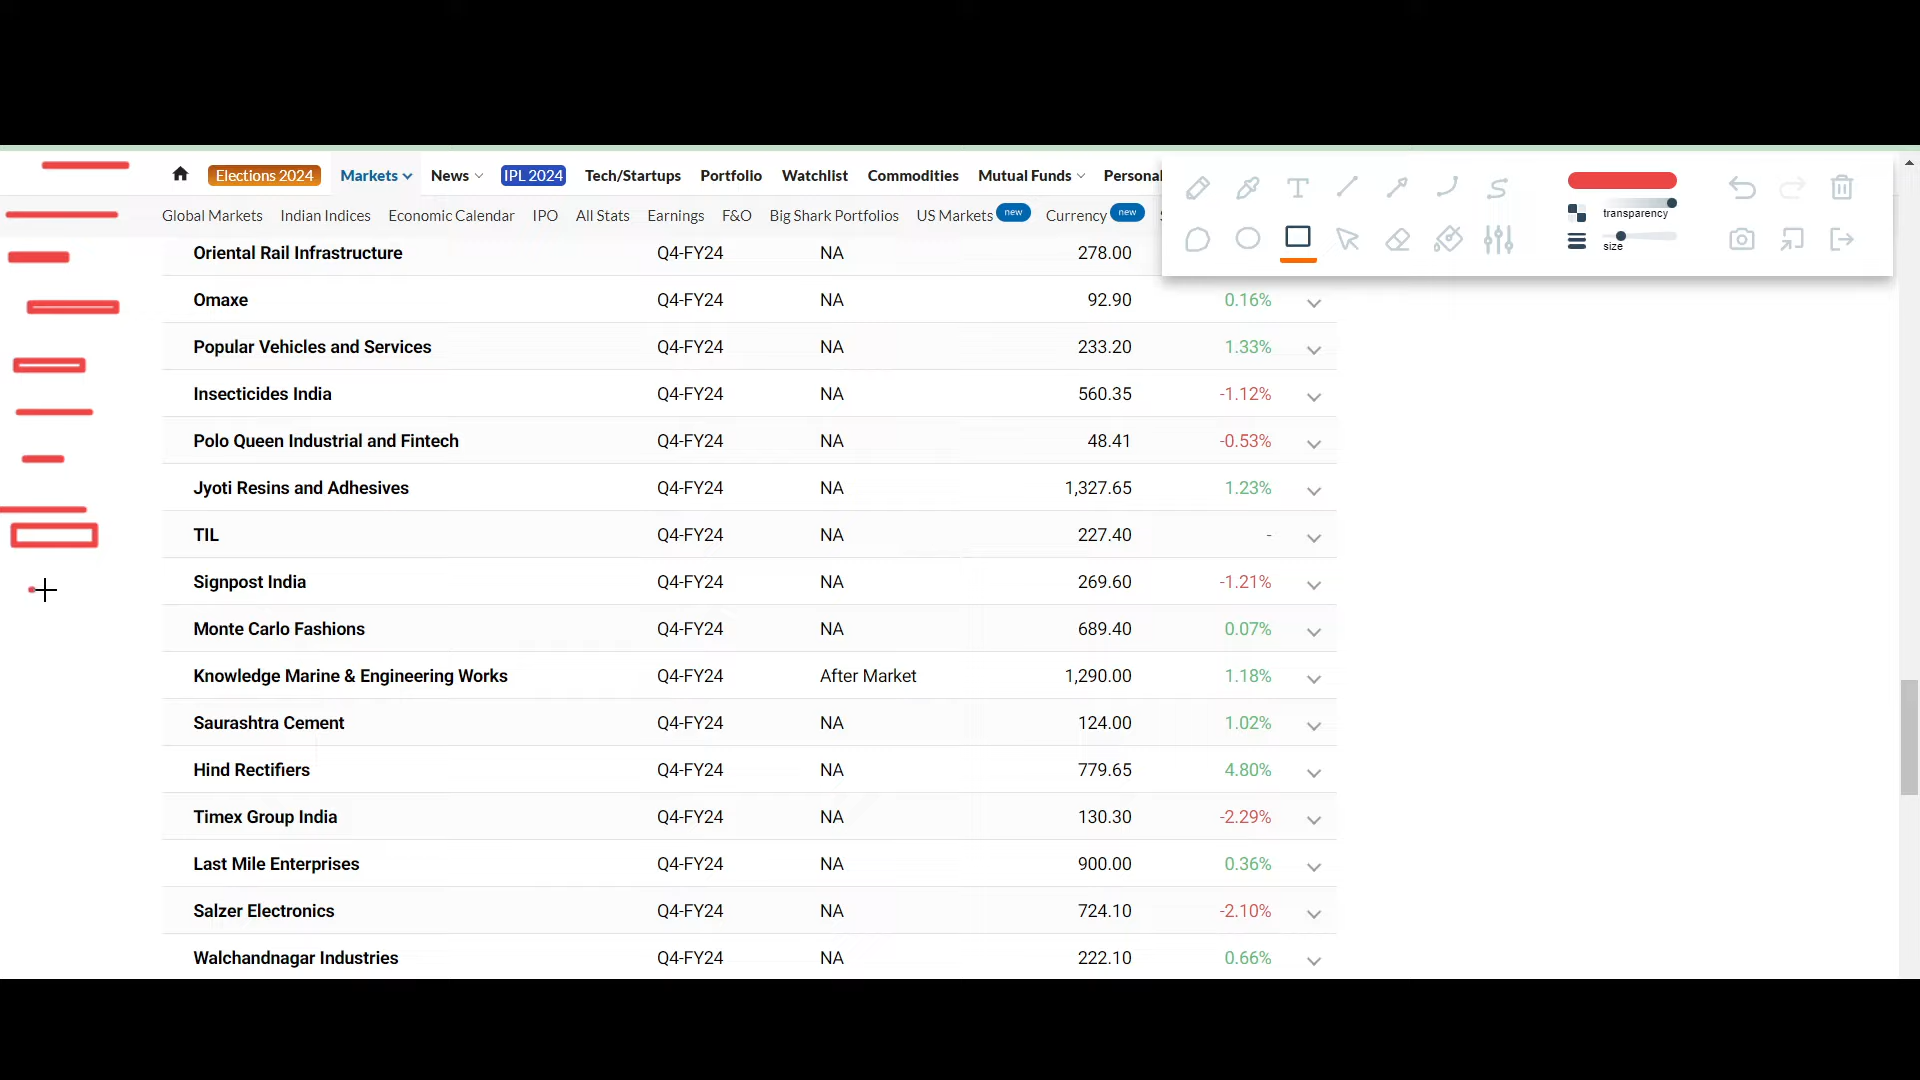 Elections 2024 Markets News IPL 2024 Tech/Startups Portfolio Watchlist Commodities Mutual Funds Personal
Global Markets Indian Indices Economic Calendar IPO All Stats Earnings F&O Big Shark Portfolios US Markets new Currency new
transparency
size
Oriental Rail Infrastructure Q4-FY24 NA 278.00
Omaxe Q4-FY24 NA 92.90 0.16%
Popular Vehicles and Services Q4-FY24 NA 233.20 1.33%
Insecticides India Q4-FY24 NA 560.35 -1.12%
Polo Queen Industrial and Fintech Q4-FY24 NA 48.41 -0.53%
Jyoti Resins and Adhesives Q4-FY24 NA 1,327.65 1.23%
TIL Q4-FY24 NA 227.40 -
Signpost India Q4-FY24 NA 269.60 -1.21%
Monte Carlo Fashions Q4-FY24 NA 689.40 0.07%
Knowledge Marine & Engineering Works Q4-FY24 After Market 1,290.00 1.18%
Saurashtra Cement Q4-FY24 NA 124.00 1.02%
Hind Rectifiers Q4-FY24 NA 779.65 4.80%
Timex Group India Q4-FY24 NA 130.30 -2.29%
Last Mile Enterprises Q4-FY24 NA 900.00 0.36%
Salzer Electronics Q4-FY24 NA 724.10 -2.10%
Walchandnagar Industries Q4-FY24 NA 222.10 0.66%